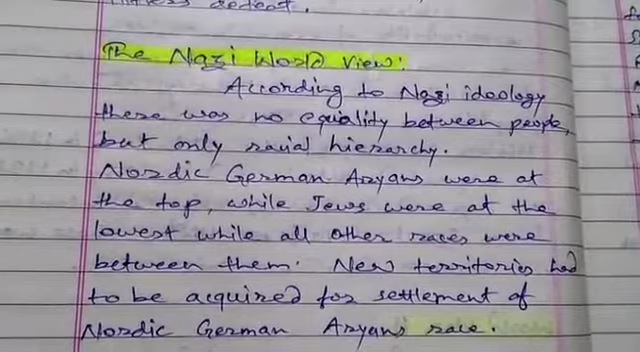 defeat.
The Nazi World View:
According to Nazi ideology
there was no equality between people,
but only racial hierarchy.
Nordic German Aryans were at
the top, while Jews were at the
lowest while all other races were
between them. New territories had
to be acquired for settlement of
Nordic German Aryans race.